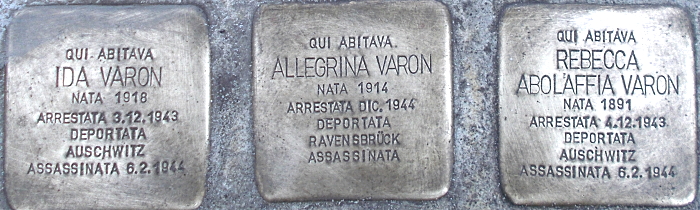 QUI ABITAVA
IDA VARON
NATA 1918
ARRESTATA 3.12.1943
DEPORTATA
AUSCHWITZ
ASSASSINATA 6.2.1944
QUI ABITAVA
ALLEGRINA VARON
NATA 1914
ARRESTATA DIC. 1944
DEPORTATA
RAVENSBRÜCK
ASSASSINATA
QUI ABITAVA
REBECCA
ABOLAFFIA VARON
NATA 1891
ARRESTATA 4.12.1943
DEPORTATA
AUSCHWITZ
ASSASSINATA 6.2.1944